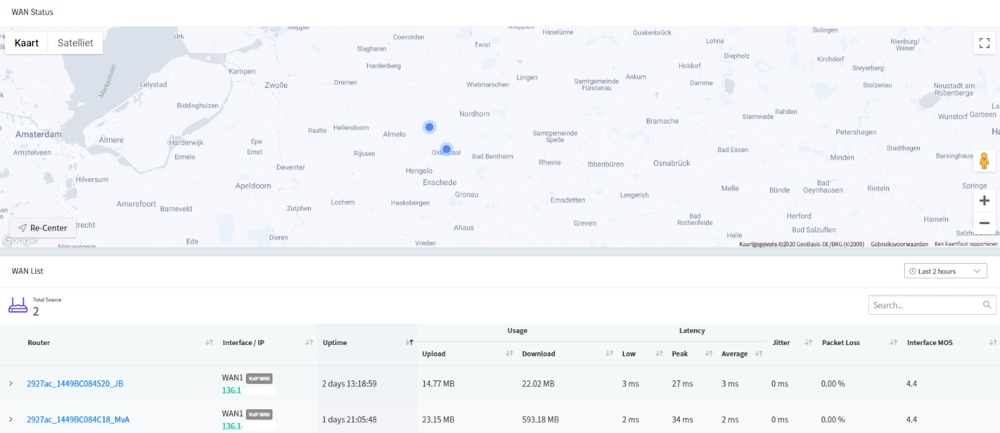 WAN Status
Meppel
Meppen
Haselünne
Quakenbrück
Sulingen
Urk
Coevorden
Lohne
Nienburg/
Weser
Kaart
Satelliet
Slagharen
Twist
Diepholz
Kirchdorf
Hardenberg
Holdorf
Steyerberg
Kampen
Markermeer
Lingen
Ankum
Ommen
Wietmarschen
Samtgemeinde
Fürstenau
Damme
Stolzenau
Neustadt am
Rübenberge
Lelystad
Zwolle
Biddinghuizen
Nordhorn
Stemwede
Rahden
Wunstorf
Garbsen
Bramsche
Amsterdam
Almere
Harderwijk
Epe
Emst
Raalte
Hellendoorn
Almelo
Samtgemeinde
Spelle
Petershagen
Amstelveen
Ermelo
Rijssen
Oldenzaal
Bad Bentheim
Bad Essen
Stadthagen
Minden
Barsinghaus
Rheine
Ibbenbüren
Osnabrück
Deventer
Hengelo
Hilversum
Enschede
Apeldoorn
Gronau
Lengerich
Melle
Bünde
Bad
Oeynhausen
Rinteln
Springe
Amersfoort
Barneveld
Zutphen
Lochem
Haaksbergen
Emsdetten
Bad
Rothenfelde
Herford
Hameln
Re-Center
Ahaus
Greven
Bad Salzuflen
Google
Ede
Dieren
Vreden
Halle
Nieuwegein
Kaartgegevens ©2020 GeoBasis-DE/BKG (©2009)
Gebruiksvoorwaarden
Een kaartfout rapporteren
WAN List
Last 2 hours
Total Source
2
Search...
Usage
Latency
Router
Interface / IP
Uptime
Jitter
Packet Loss
Interface MOS
Upload
Download
Low
Peak
Average
2927ac_1449BC084520_JB
WAN1 VoIP WAN
136.1
2 days 13:18:59
14.77 MB
22.02 MB
3 ms
27 ms
3 ms
0 ms
0.00 %
4.4
2927ac_1449BC084C18_MvA
WAN1 VoIP WAN
136.1
1 days 21:05:48
23.15 MB
593.18 MB
2 ms
34 ms
2 ms
0 ms
0.00 %
4.4